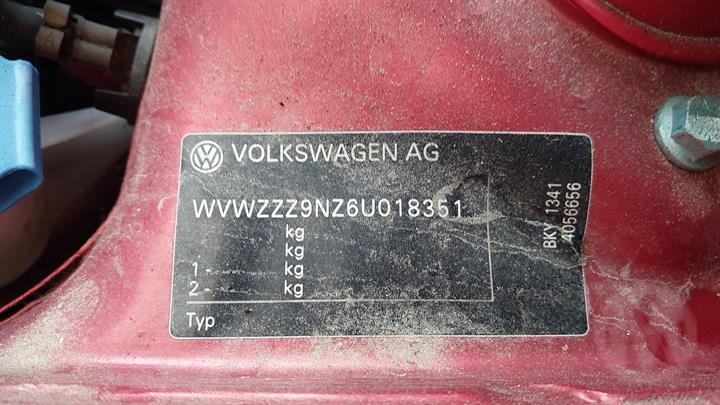 VOLKSWAGEN AG
WVWZZZ9NZ6U018351
kg
kg
1 - kg
2 - kg
Typ
BKY 1341
4056656